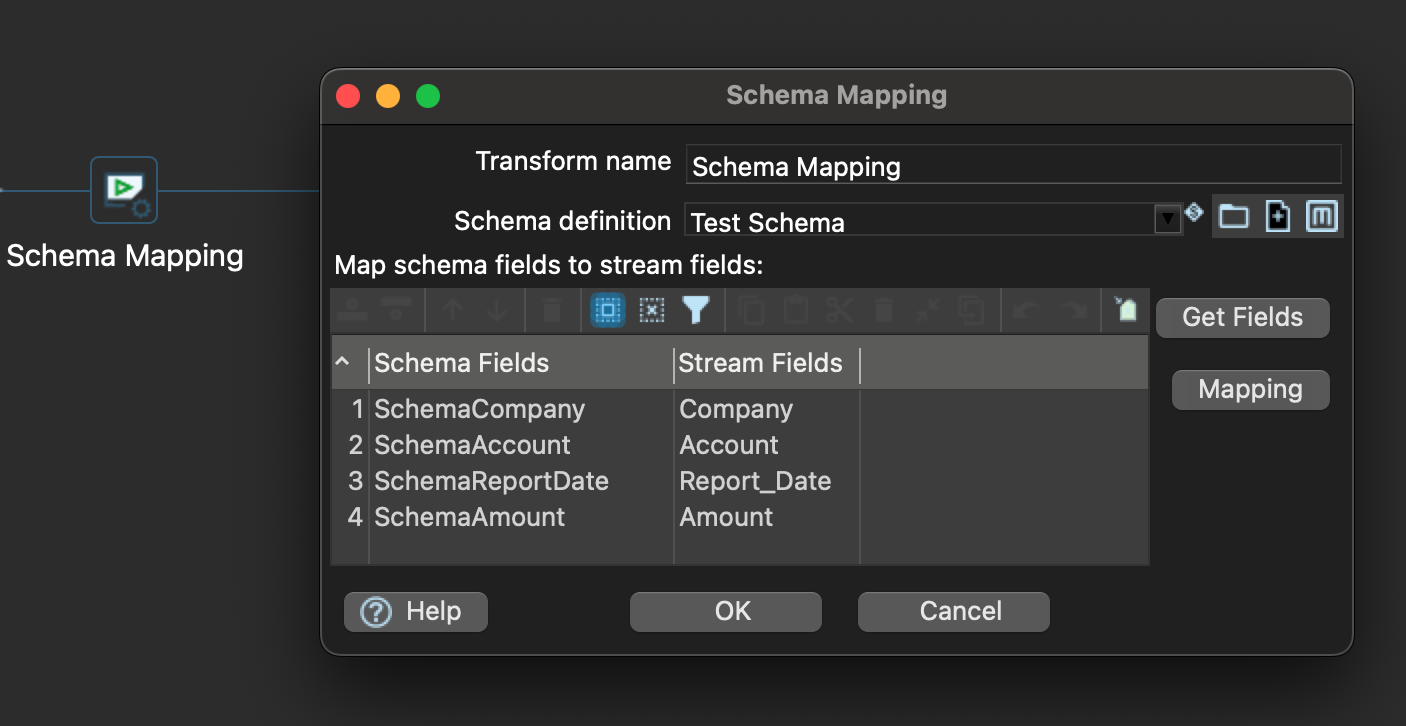 Schema Mapping
Transform name Schema Mapping
Schema definition Test Schema
Schema Mapping
Map schema fields to stream fields:
Get Fields
Schema Fields Stream Fields
Mapping
1 SchemaCompany Company
2 SchemaAccount Account
3 SchemaReportDate Report_Date
4 SchemaAmount Amount
? Help OK Cancel